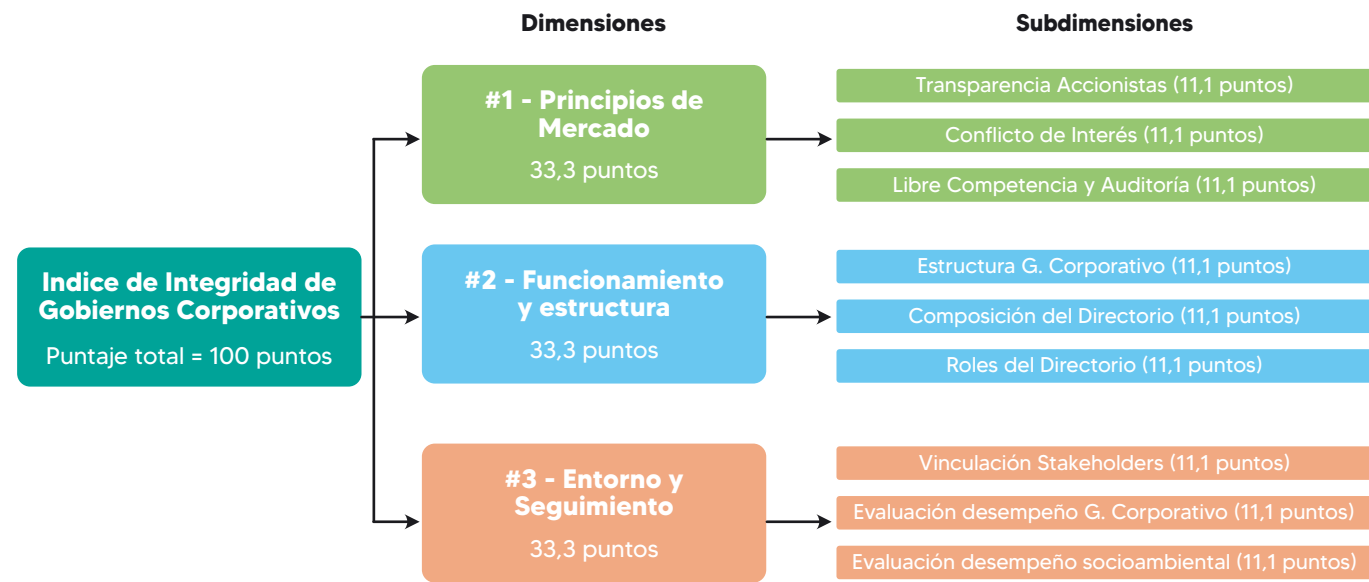 Dimensiones
Subdimensiones
Indice de Integridad de
Gobiernos Corporativos
Puntaje total = 100 puntos
#1 - Principios de
Mercado
33,3 puntos
Transparencia Accionistas (11,1 puntos)
Conflicto de Interés (11,1 puntos)
Libre Competencia y Auditoría (11,1 puntos)
#2 - Funcionamiento
y estructura
33,3 puntos
Estructura G. Corporativo (11,1 puntos)
Composición del Directorio (11,1 puntos)
Roles del Directorio (11,1 puntos)
#3 - Entorno y
Seguimiento
33,3 puntos
Vinculación Stakeholders (11,1 puntos)
Evaluación desempeño G. Corporativo (11,1 puntos)
Evaluación desempeño socioambiental (11,1 puntos)